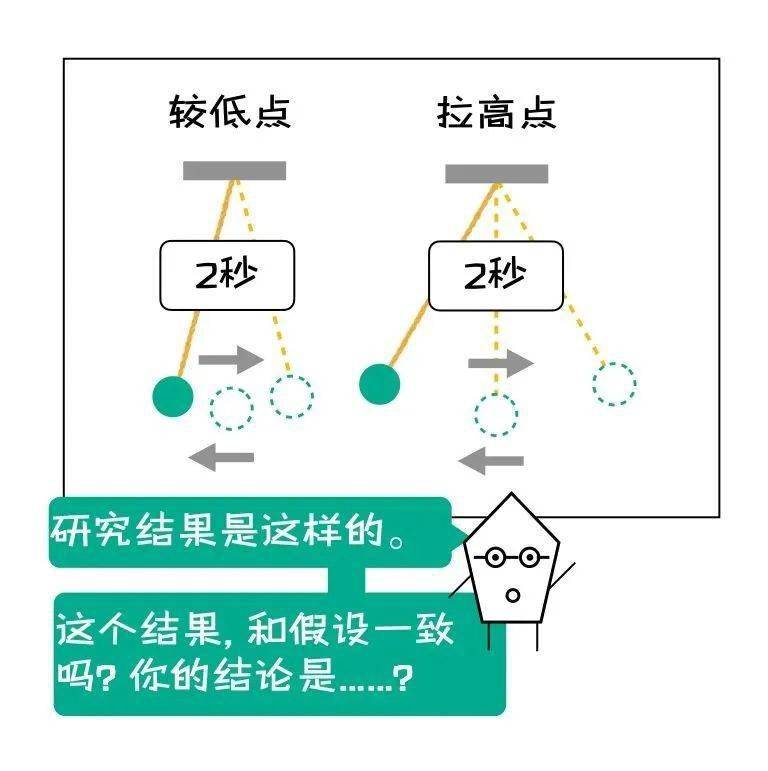 较低点
拉高点
2秒
2秒
研究结果是这样的。
这个结果,和假设一致
吗?你的结论是……?